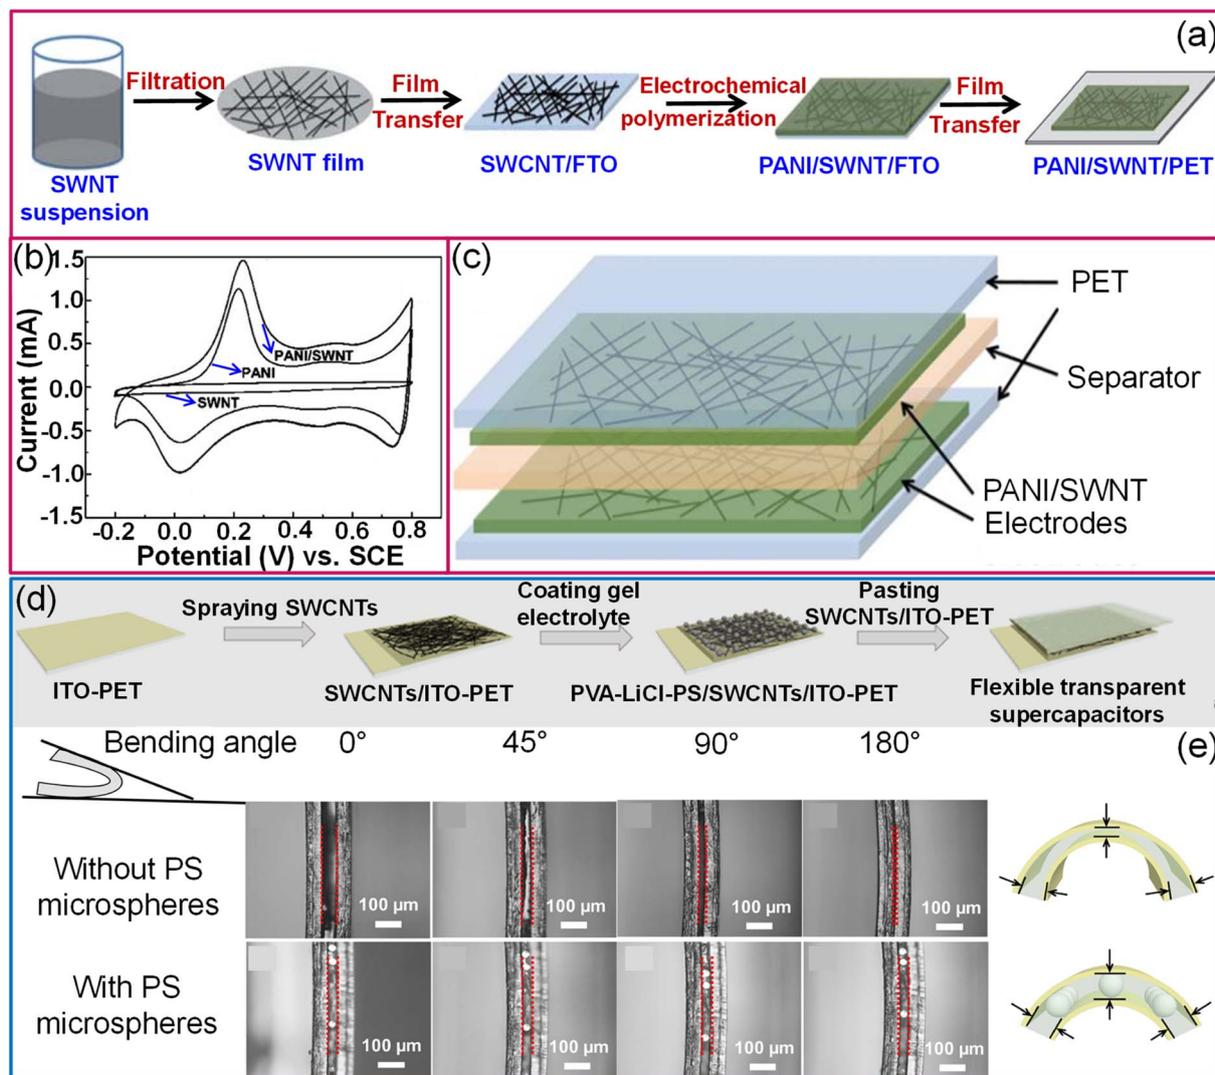 (a)
Filtration
Film
Transfer
Electrochemical
polymerization
Film
Transfer
SWNT
suspension
SWNT film
SWCNT/FTO
PANI/SWNT/FTO
PANI/SWNT/PET
(b)
1.5
1.0
0.5
0.0
-0.5
-1.0
-1.5
Current (mA)
PANI/SWNT
PANI
SWNT
-0.2 0.0 0.2 0.4 0.6 0.8
Potential (V) vs. SCE
(c)
PET
Separator
PANI/SWNT
Electrodes
(d)
Spraying SWCNTs
Coating gel
electrolyte
Pasting
SWCNTs/ITO-PET
ITO-PET
SWCNTs/ITO-PET
PVA-LiCl-PS/SWCNTs/ITO-PET
Flexible transparent
supercapacitors
(e)
Bending angle 0° 45° 90° 180°
Without PS
microspheres
100 µm 100 µm 100 µm 100 µm
With PS
microspheres
100 µm 100 µm 100 µm 100 µm